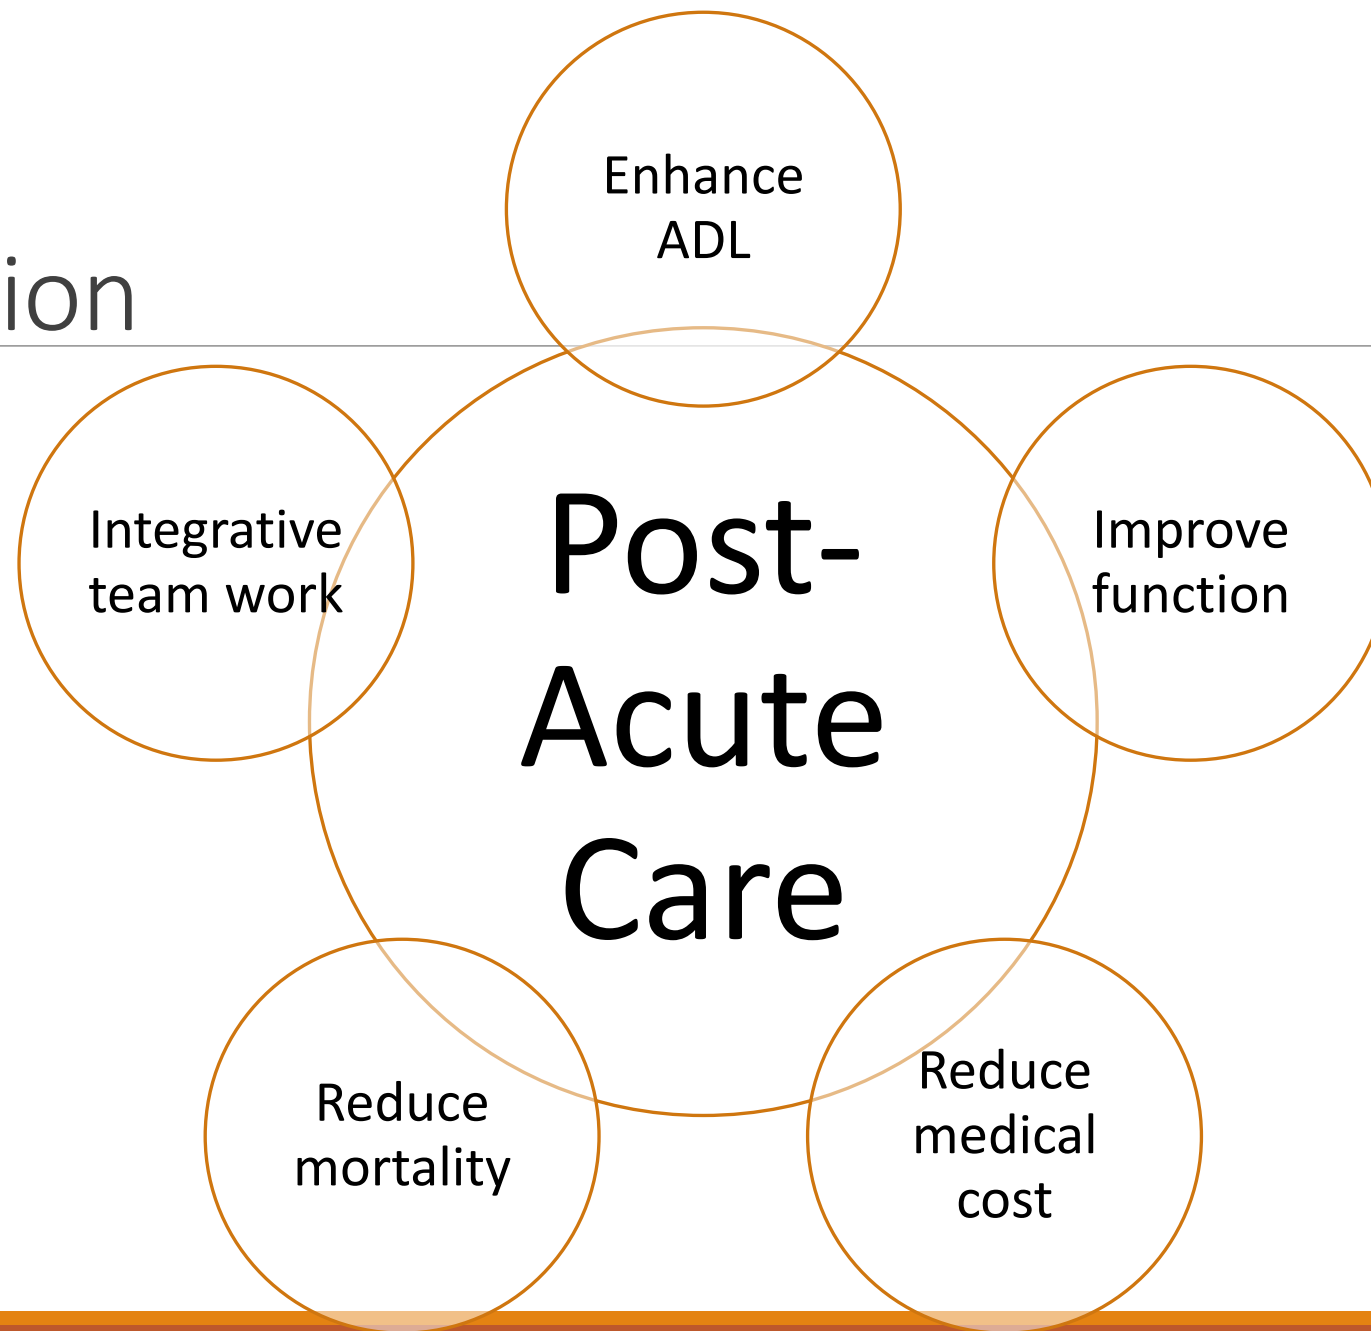 ion
Enhance
ADL
Integrative
team work
Improve
function
Post-
Acute
Care
Reduce
mortality
Reduce
medical
cost